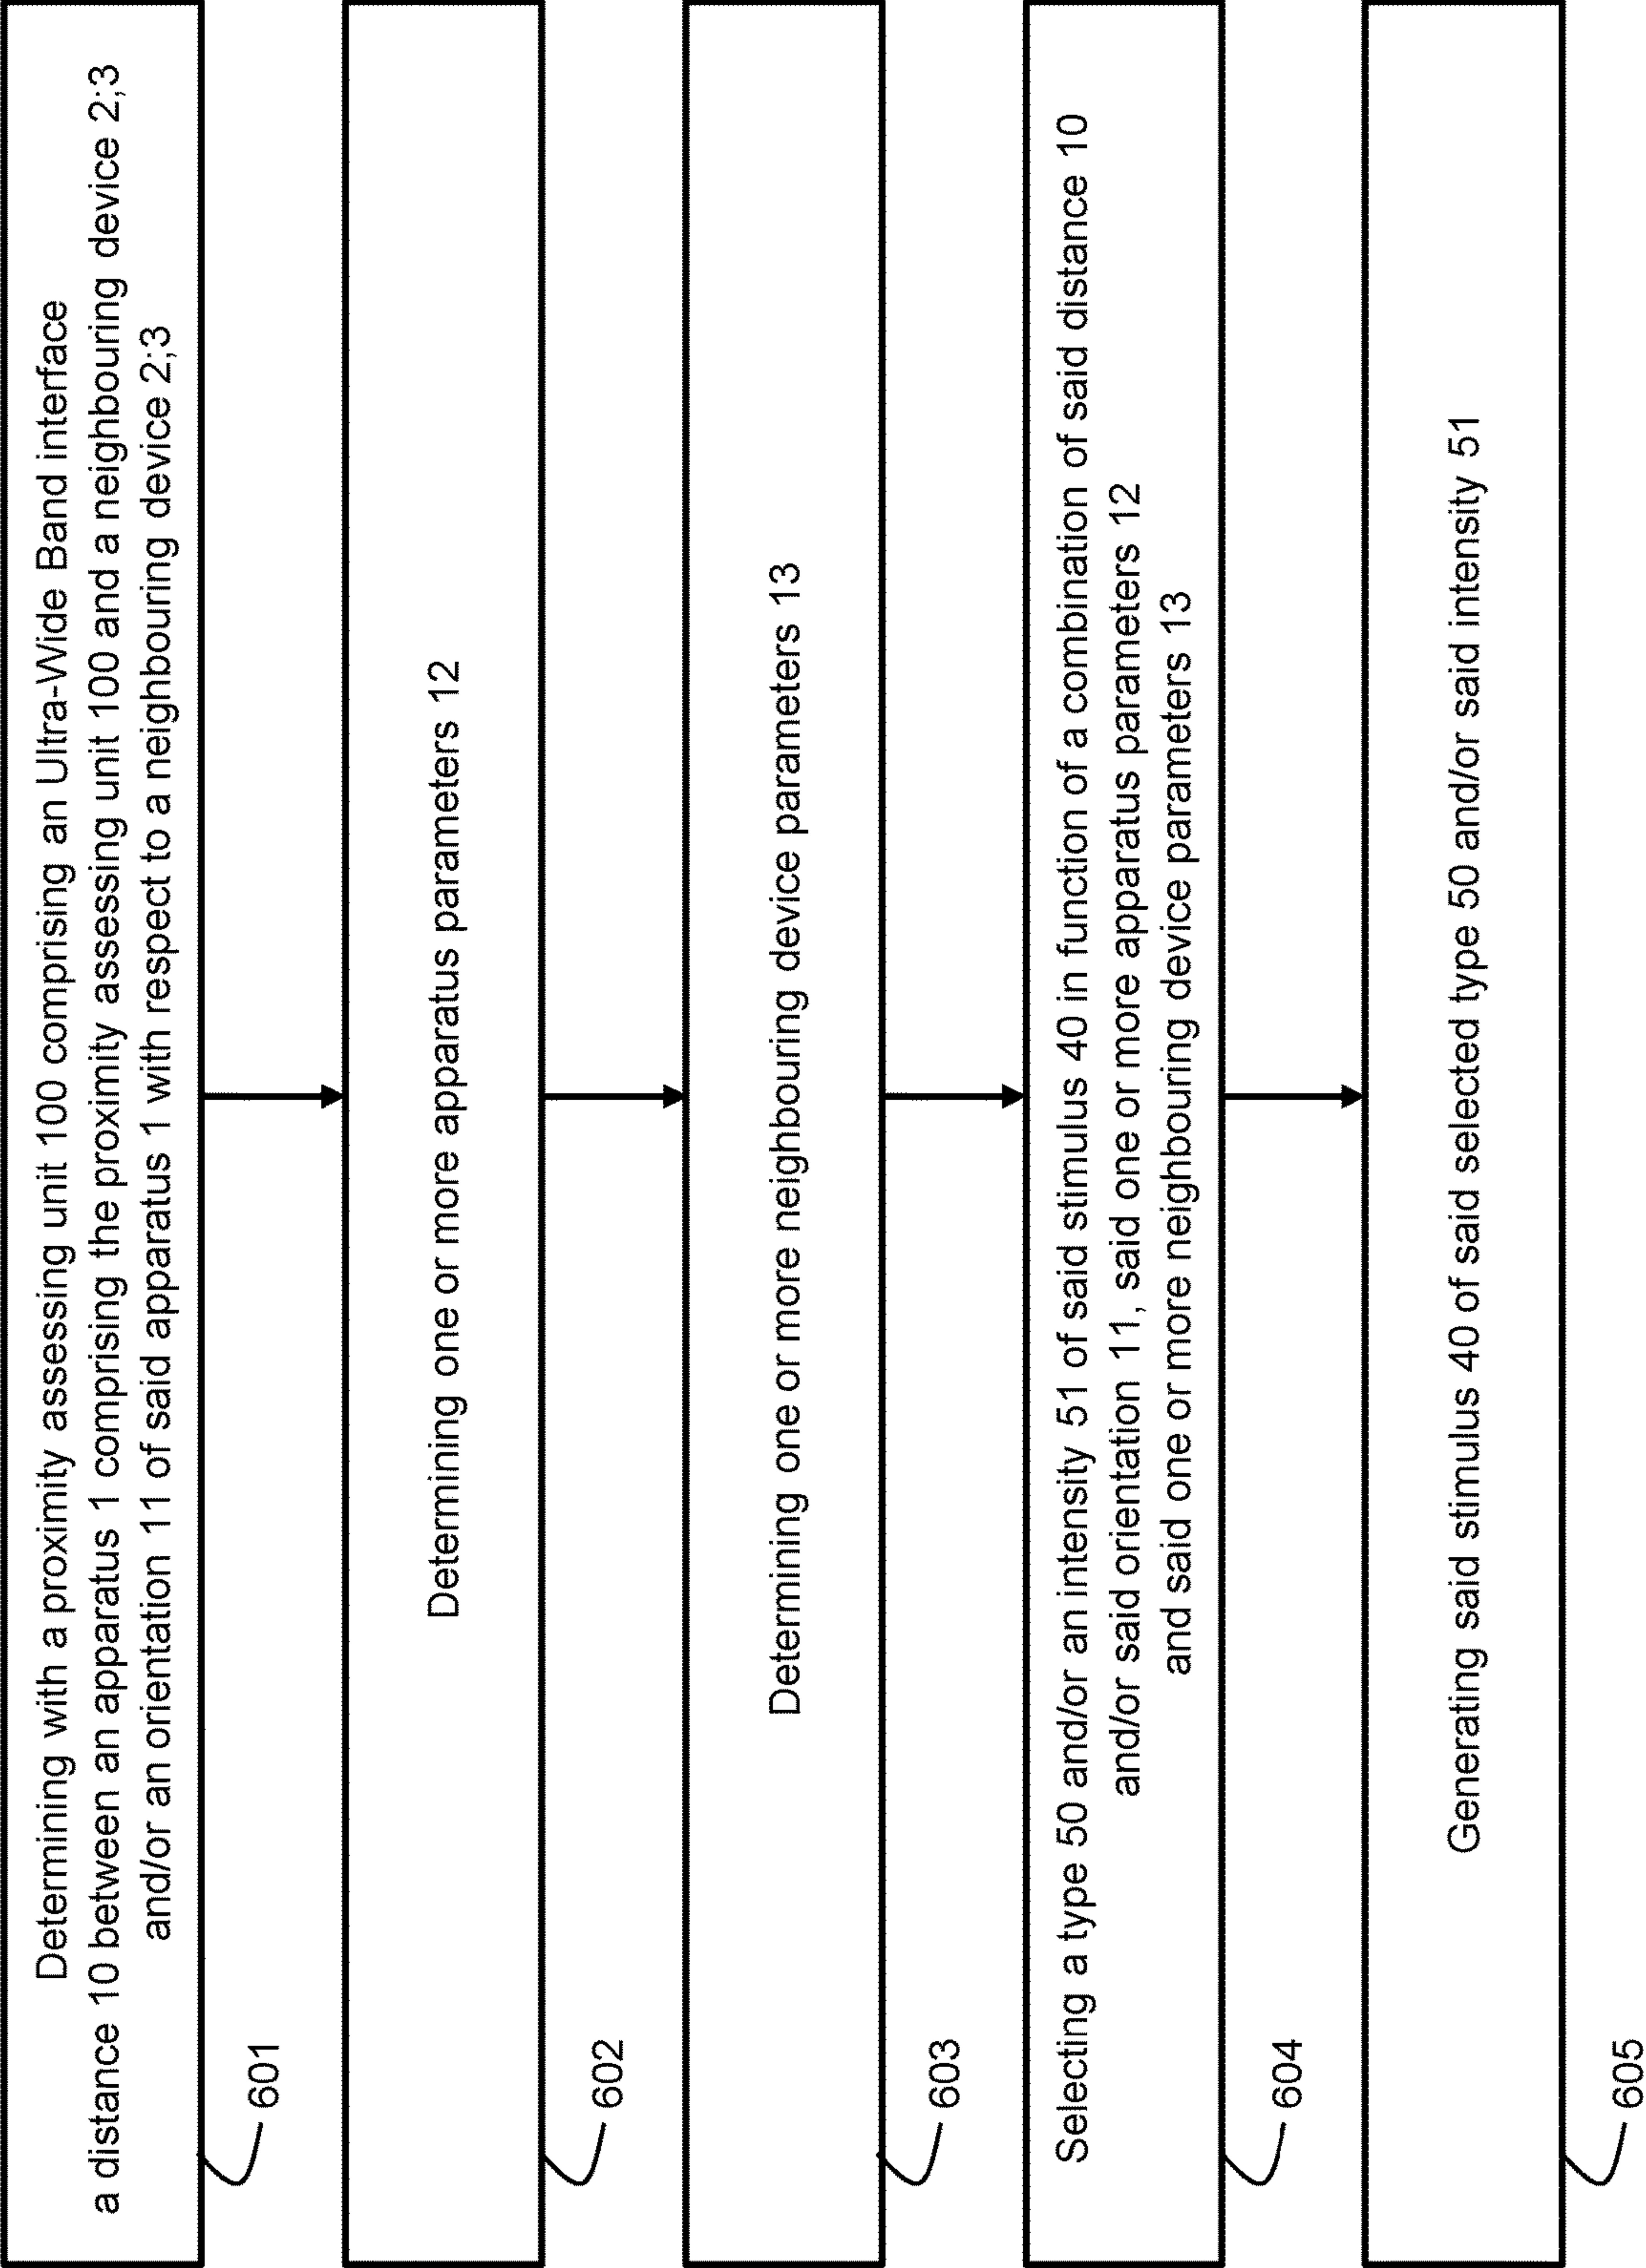 Determining with a proximity assessing unit 100 comprising an Ultra-Wide Band interface
a distance 10 between an apparatus 1 comprising the proximity assessing unit 100 and a neighbouring device 2;3
and/or an orientation 11 of said apparatus 1 with respect to a neighbouring device 2;3
601
Determining one or more apparatus parameters 12
602
Determining one or more neighbouring device parameters 13
603
Selecting a type 50 and/or an intensity 51 of said stimulus 40 in function of a combination of said distance 10
and/or said orientation 11, said one or more apparatus parameters 12
and said one or more neighbouring device parameters 13
604
Generating said stimulus 40 of said selected type 50 and/or said intensity 51
605